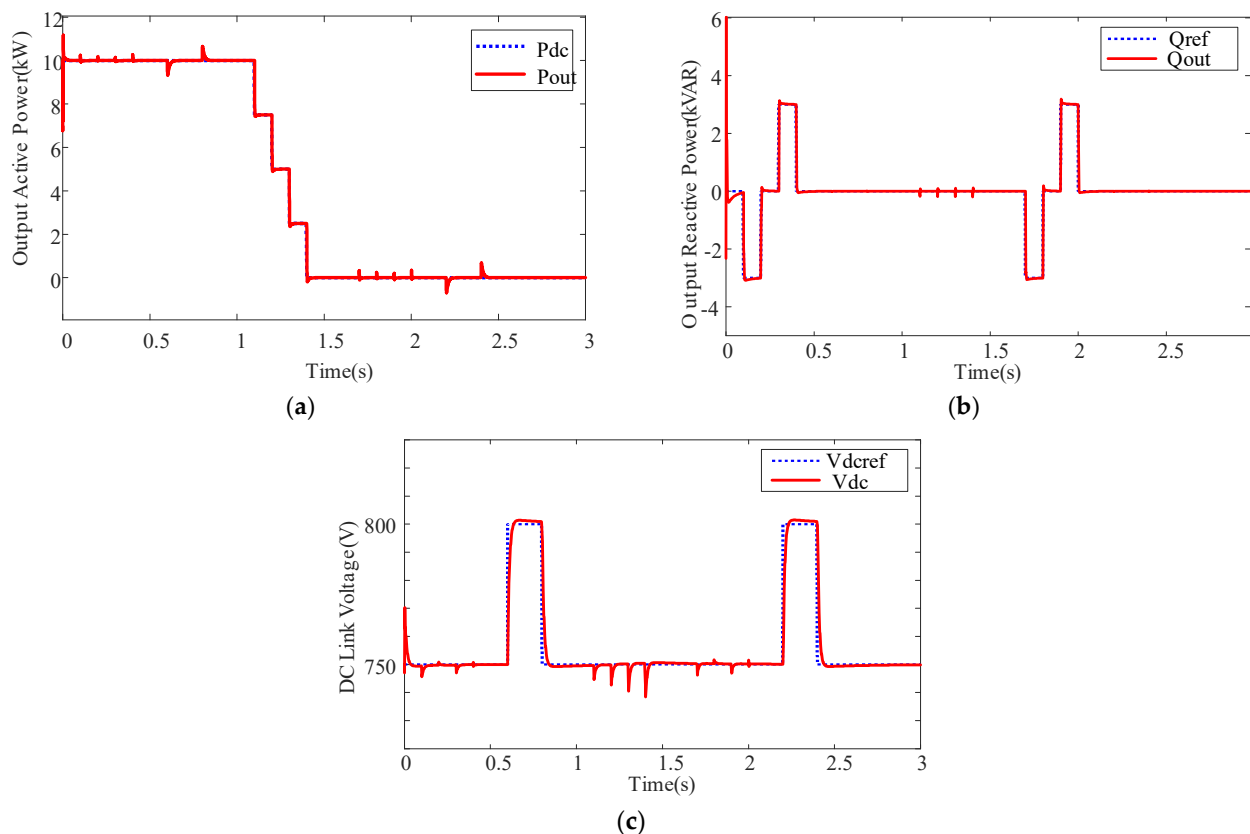 Output Active Power(kW)
12
10
8
6
4
2
0
Pdc
Pout
0 0.5 1 1.5 2 2.5 3
Time(s)
(a)
Output Reactive Power(kVAR)
6
4
2
0
-2
-4
Qref
Qout
0 0.5 1 1.5 2 2.5
Time(s)
(b)
DC Link Voltage(V)
800
750
Vdcref
Vdc
0 0.5 1 1.5 2 2.5 3
Time(s)
(c)